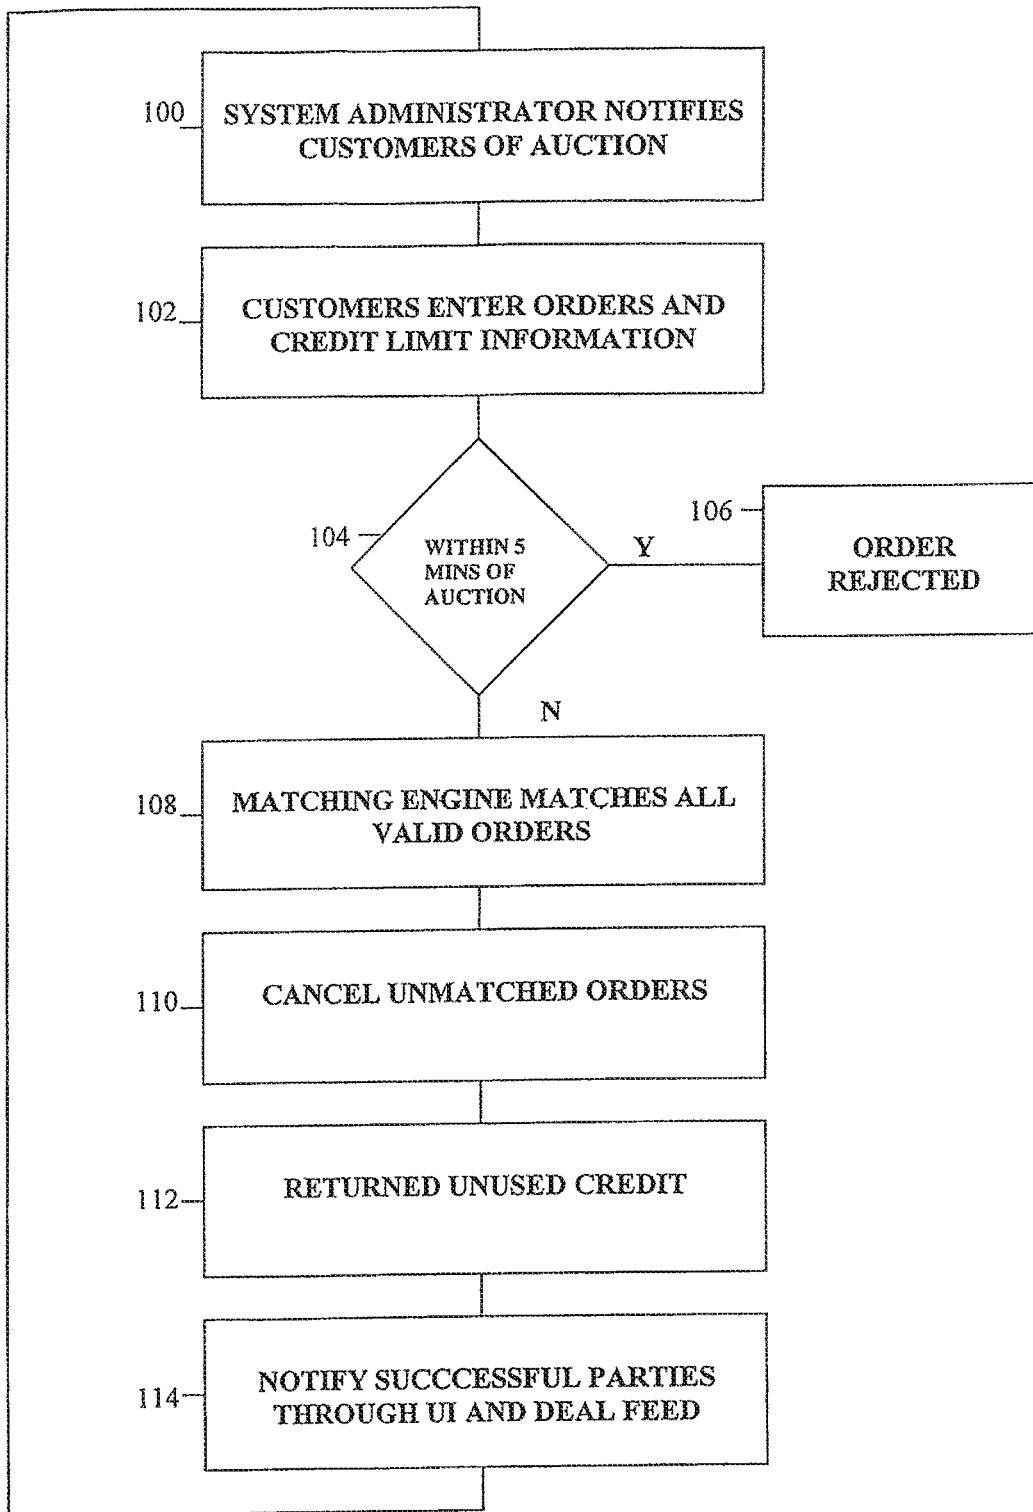 100
SYSTEM ADMINISTRATOR NOTIFIES
CUSTOMERS OF AUCTION
102
CUSTOMERS ENTER ORDERS AND
CREDIT LIMIT INFORMATION
104
WITHIN 5
MINS OF
AUCTION
Y
106
ORDER
REJECTED
N
108
MATCHING ENGINE MATCHES ALL
VALID ORDERS
110
CANCEL UNMATCHED ORDERS
112
RETURNED UNUSED CREDIT
114
NOTIFY SUCCCESSFUL PARTIES
THROUGH UI AND DEAL FEED